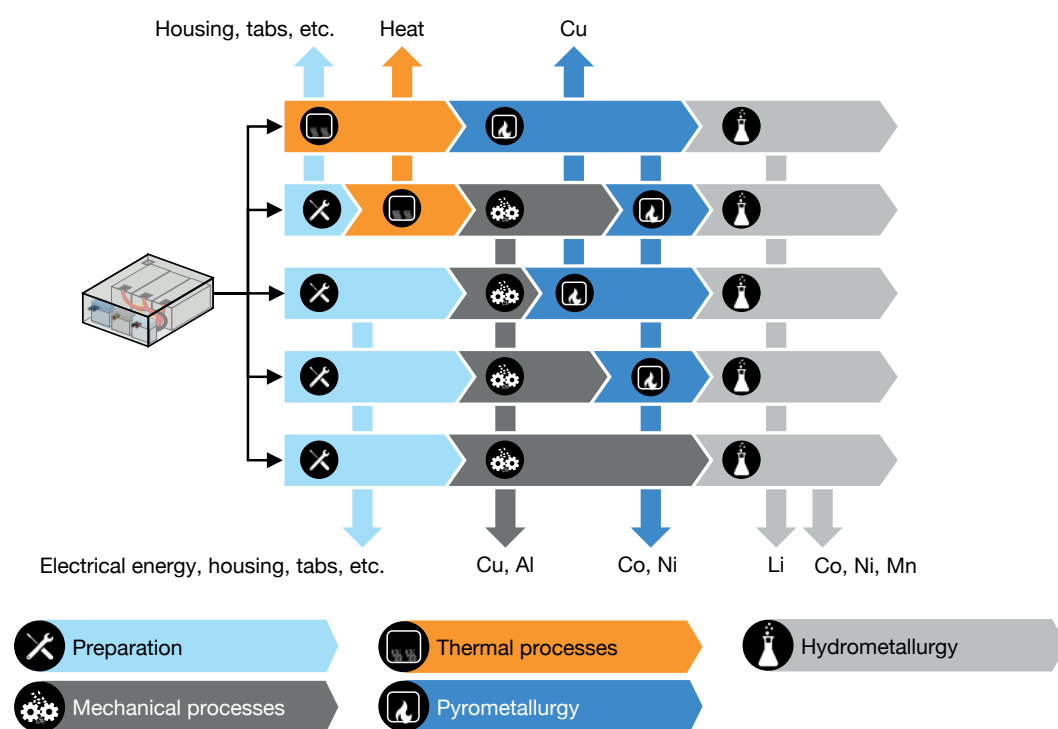 Housing, tabs, etc.
Heat
Cu
Electrical energy, housing, tabs, etc.
Cu, Al
Co, Ni
Li
Co, Ni, Mn
Preparation
Thermal processes
Hydrometallurgy
Mechanical processes
Pyrometallurgy